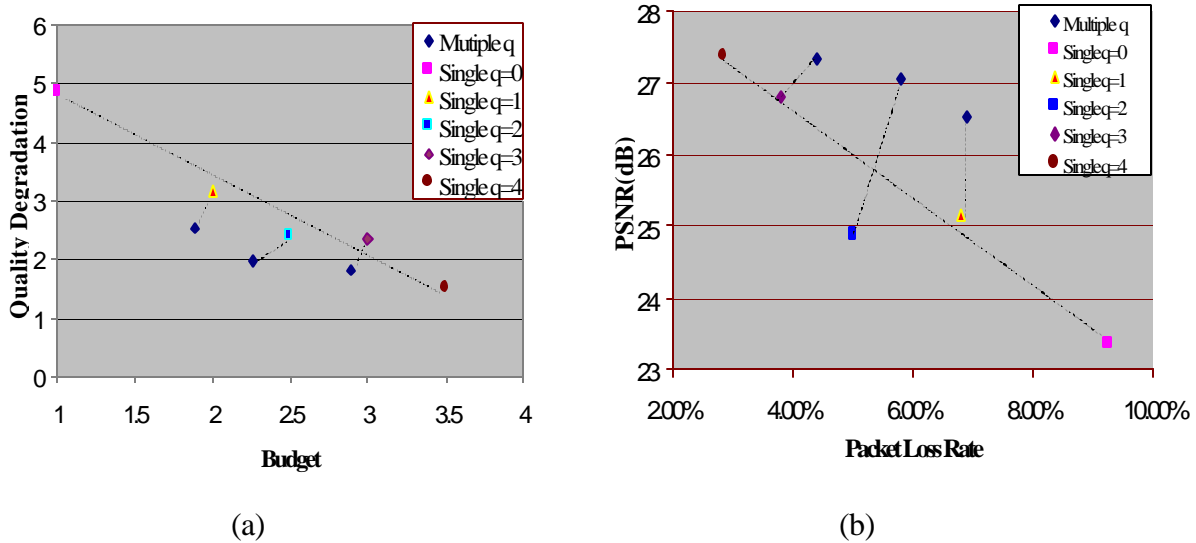 6
5
4
3
2
1
0
Quality Degradation
1
1.5
2
2.5
3
3.5
4
Budget
Mutiple q
Single q=0
Single q=1
Single q=2
Single q=3
Single q=4
(a)
28
27
26
25
24
23
PSNR(dB)
2.00%
4.00%
6.00%
8.00%
10.00%
Packet Loss Rate
Multiple q
Single q=0
Single q=1
Single q=2
Single q=3
Single q=4
(b)